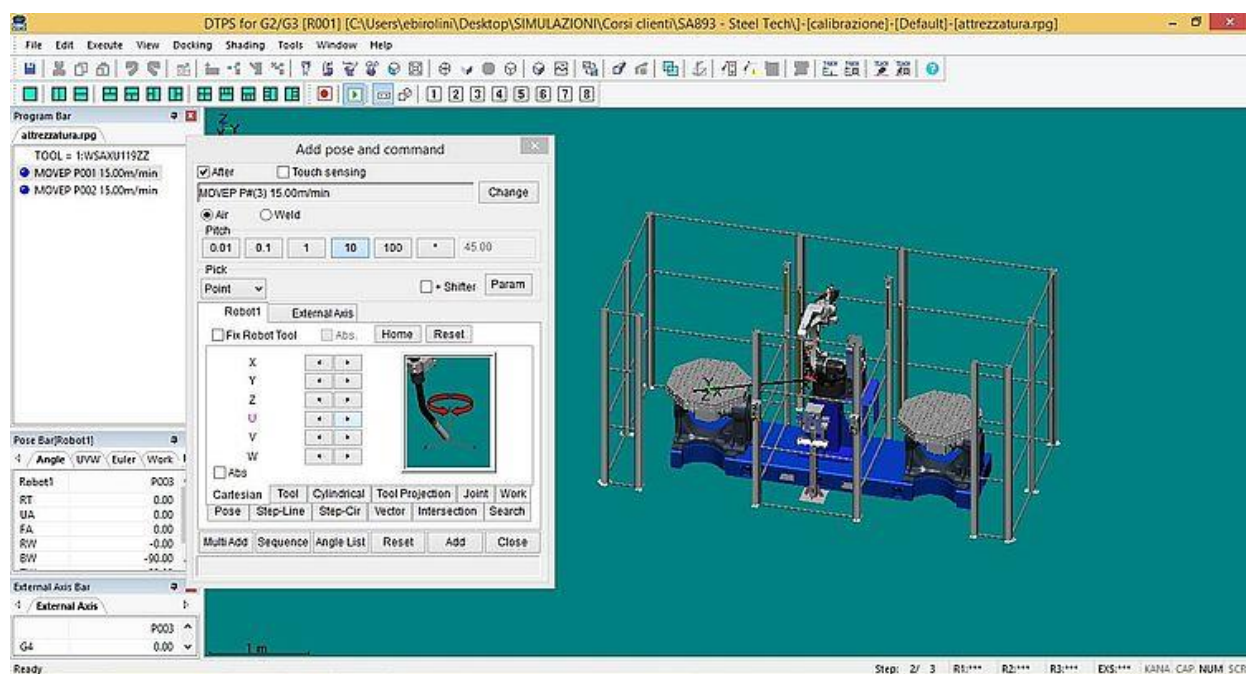 DTPS for G2/G3 [R001] [C:\Users\ebirolini\Desktop\SIMULAZIONI\Corsi clienti\SA893 - Steel Tech\]-[calibrazione]-[Default]-[attrezzatura.rpg]
File Edit Execute View Docking Shading Tools Window Help
1 2 3 4 5 6 7 8
Program Bar
attrezzatura.rpg
TOOL = 1:WSAXU119ZZ
MOVEP P001 15.00m/min
MOVEP P002 15.00m/min
Add pose and command
After Touch sensing
MOVEP P#(3) 15.00m/min Change
Air Weld
Pitch
0.01 0.1 1 10 100 * 45.00
Pick
Point + Shifter Param
Robot1 External Axis
Fix Robot Tool Abs. Home Reset
X
Y
Z
U
V
W
Abs
Cartesian Tool Cylindrical Tool Projection Joint Work
Pose Step-Line Step-Cir Vector Intersection Search
Multi Add Sequence Angle List Reset Add Close
Pose Bar[Robot1]
Angle UVW Euler Work
Robot1 P003
RT 0.00
UA 0.00
FA 0.00
RW -0.00
BW -90.00
External Axis Bar
External Axis
P003
G4 0.00
Z
Y
X
Y
Z
X
1 m
Ready Step: 2/ 3 R1:*** R2:*** R3:*** EXS:*** KANA CAP NUM SCR